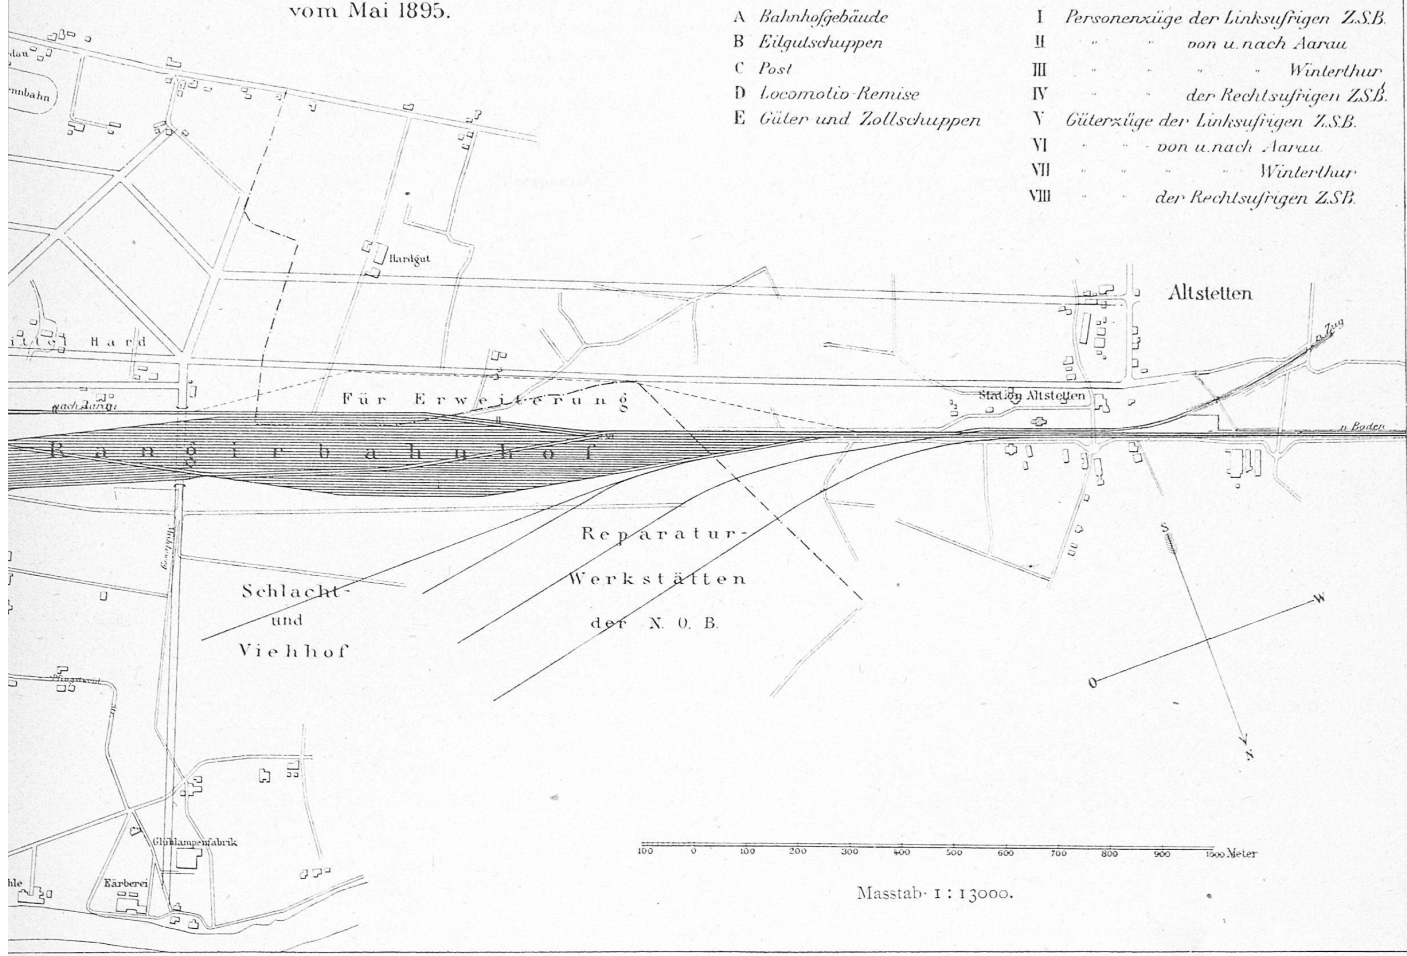 vom Mai 1895.
A Bahnhofgebäude
B Eilgutschuppen
C Post
D Locomotiv-Remise
E Güter und Zollschuppen
I Personenzüge der Linksufrigen Z.S.B.
II " " von u. nach Aarau
III " " " " Winterthur
IV " " der Rechtsufrigen Z.S.B.
V Güterzüge der Linksufrigen Z.S.B.
VI " " von u. nach Aarau
VII " " " " Winterthur
VIII " " der Rechtsufrigen Z.S.B.
Hardgut
Altstetten
Hard
n. Zug
Für Erweiterung
Station Altstetten
n. Baden
Rangirbahnhof
Reparatur-
Werkstätten
der N. O. B.
Schlacht-
und
Viehhof
S
W
O
N
Glühlampenfabrik
Färberei
100 0 100 200 300 400 500 600 700 800 900 1000 Meter
Masstab 1 : 13000.